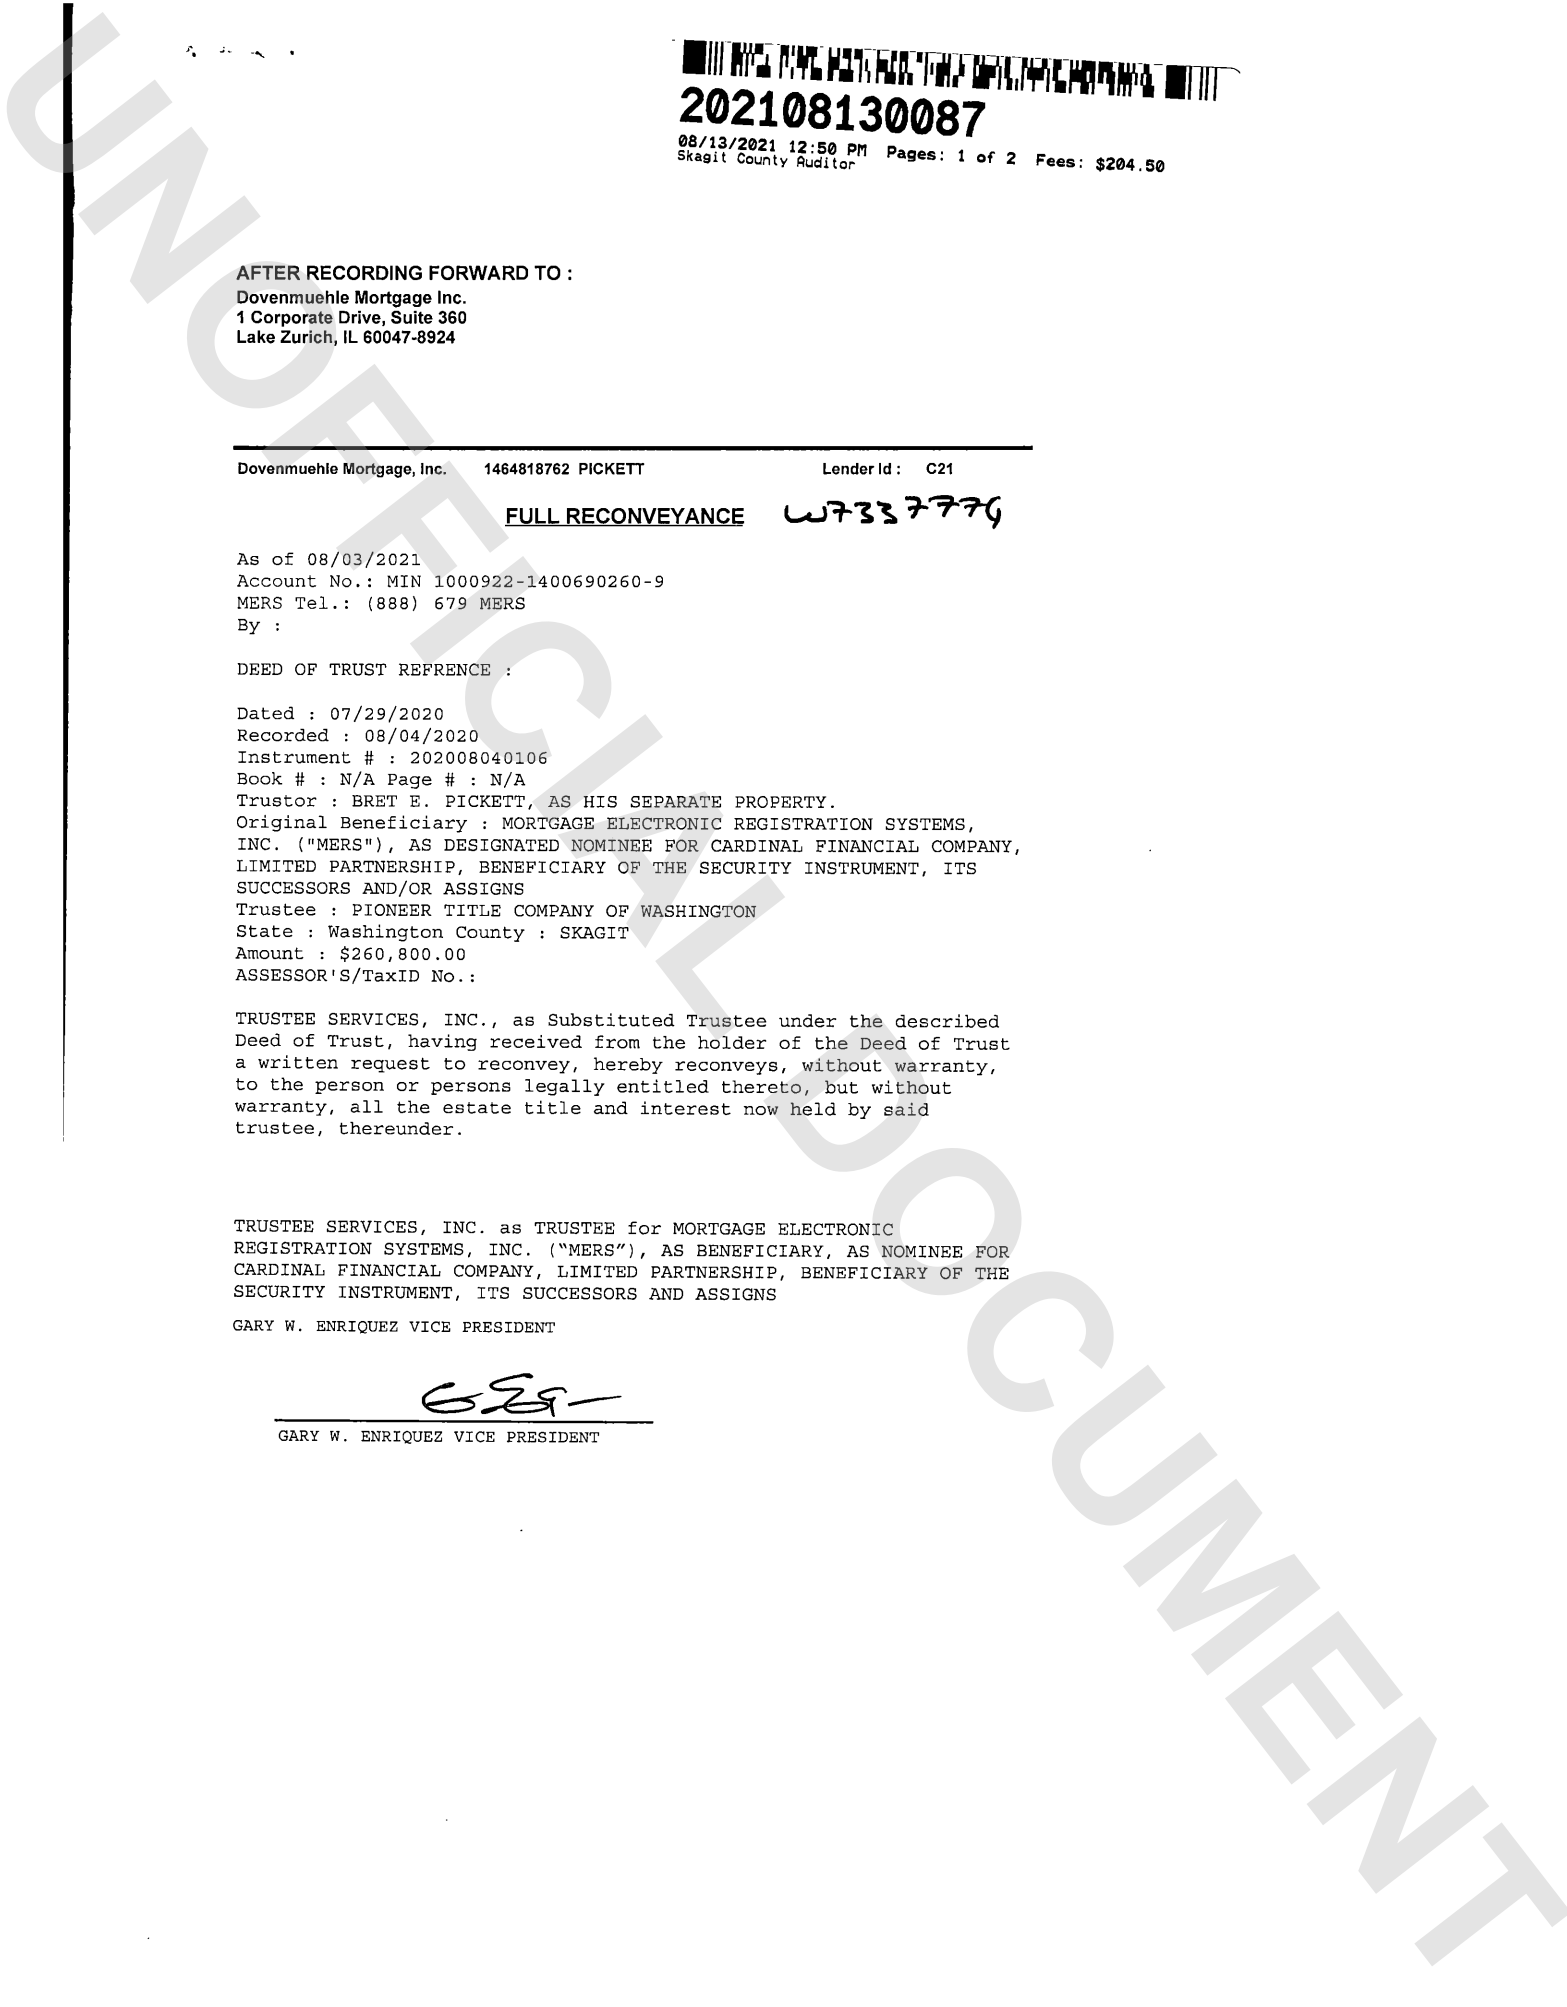 202108130087
08/13/2021 12:50 PM Pages: 1 of 2 Fees: $204.50
Skagit County Auditor
AFTER RECORDING FORWARD TO :
Dovenmuehle Mortgage Inc.
1 Corporate Drive, Suite 360
Lake Zurich, IL 60047-8924
Dovenmuehle Mortgage, Inc. 1464818762 PICKETT Lender Id : C21
FULL RECONVEYANCE
As of 08/03/2021
Account No.: MIN 1000922-1400690260-9
MERS Tel.: (888) 679 MERS
By :
DEED OF TRUST REFRENCE :
Dated : 07/29/2020
Recorded : 08/04/2020
Instrument # : 202008040106
Book # : N/A Page # : N/A
Trustor : BRET E. PICKETT, AS HIS SEPARATE PROPERTY.
Original Beneficiary : MORTGAGE ELECTRONIC REGISTRATION SYSTEMS,
INC. ("MERS"), AS DESIGNATED NOMINEE FOR CARDINAL FINANCIAL COMPANY,
LIMITED PARTNERSHIP, BENEFICIARY OF THE SECURITY INSTRUMENT, ITS
SUCCESSORS AND/OR ASSIGNS
Trustee : PIONEER TITLE COMPANY OF WASHINGTON
State : Washington County : SKAGIT
Amount : $260,800.00
ASSESSOR'S/TaxID No.:
TRUSTEE SERVICES, INC., as Substituted Trustee under the described
Deed of Trust, having received from the holder of the Deed of Trust
a written request to reconvey, hereby reconveys, without warranty,
to the person or persons legally entitled thereto, but without
warranty, all the estate title and interest now held by said
trustee, thereunder.
TRUSTEE SERVICES, INC. as TRUSTEE for MORTGAGE ELECTRONIC
REGISTRATION SYSTEMS, INC. (“MERS”), AS BENEFICIARY, AS NOMINEE FOR
CARDINAL FINANCIAL COMPANY, LIMITED PARTNERSHIP, BENEFICIARY OF THE
SECURITY INSTRUMENT, ITS SUCCESSORS AND ASSIGNS
GARY W. ENRIQUEZ VICE PRESIDENT
GARY W. ENRIQUEZ VICE PRESIDENT
UNOFFICIAL DOCUMENT